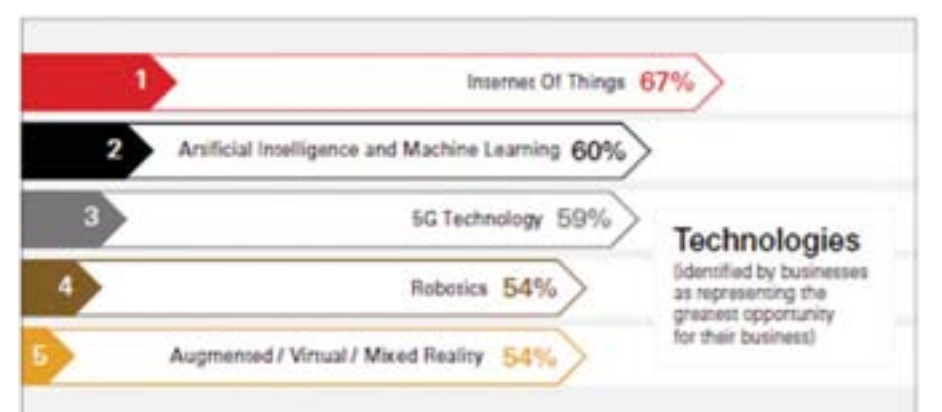 1 Internet Of Things 67%
2 Artificial Intelligence and Machine Learning 60%
3 5G Technology 59%
4 Robotics 54%
5 Augmented / Virtual / Mixed Reality 54%
Technologies
(identified by businesses
as representing the
greatest opportunity
for their business)